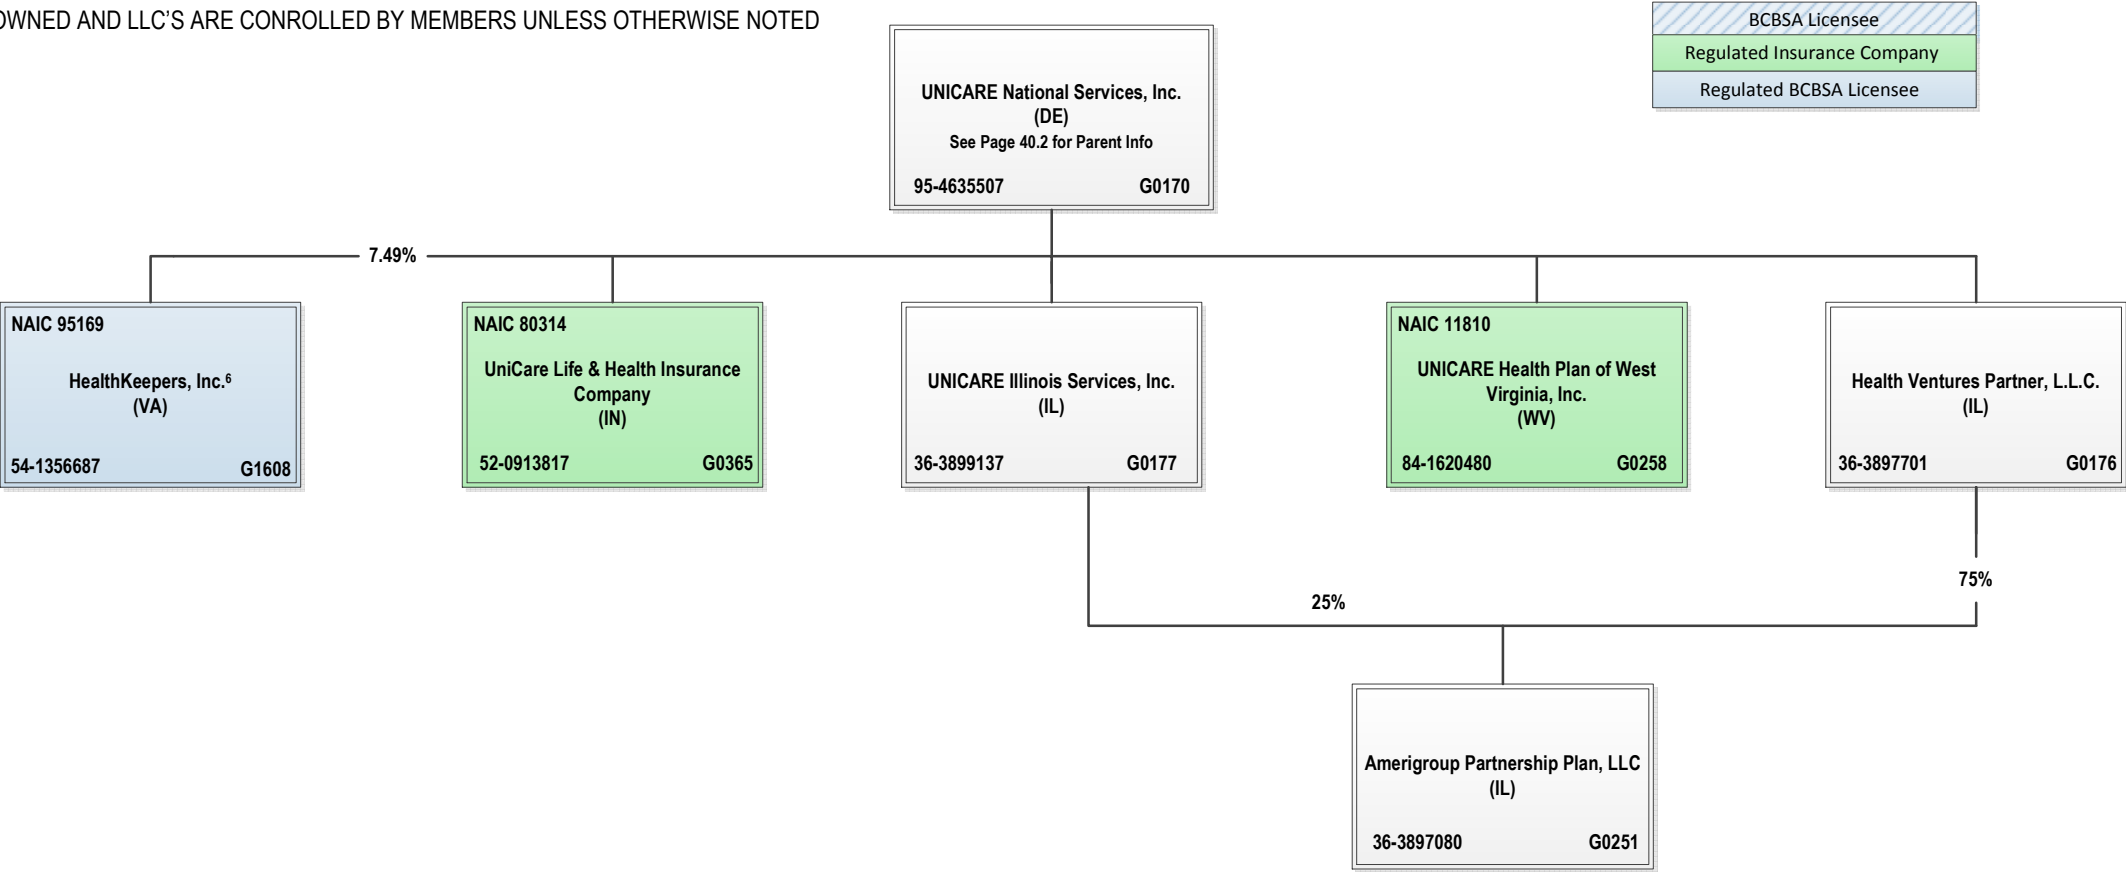 OWNED AND LLC'S ARE CONROLLED BY MEMBERS UNLESS OTHERWISE NOTED
BCBSA Licensee
Regulated Insurance Company
Regulated BCBSA Licensee
UNICARE National Services, Inc.
(DE)
See Page 40.2 for Parent Info
95-4635507 G0170
7.49%
NAIC 95169
HealthKeepers, Inc.⁶
(VA)
54-1356687 G1608
NAIC 80314
UniCare Life & Health Insurance
Company
(IN)
52-0913817 G0365
UNICARE Illinois Services, Inc.
(IL)
36-3899137 G0177
NAIC 11810
UNICARE Health Plan of West
Virginia, Inc.
(WV)
84-1620480 G0258
Health Ventures Partner, L.L.C.
(IL)
36-3897701 G0176
75%
25%
Amerigroup Partnership Plan, LLC
(IL)
36-3897080 G0251